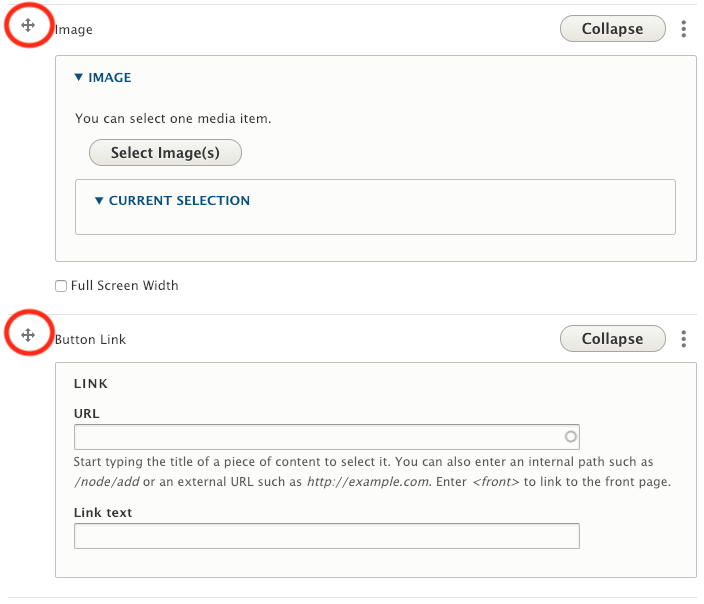 Image
Collapse
IMAGE
You can select one media item.
Select Image(s)
CURRENT SELECTION
Full Screen Width
Button Link
Collapse
LINK
URL
Start typing the title of a piece of content to select it. You can also enter an internal path such as
/node/add or an external URL such as http://example.com. Enter <front> to link to the front page.
Link text